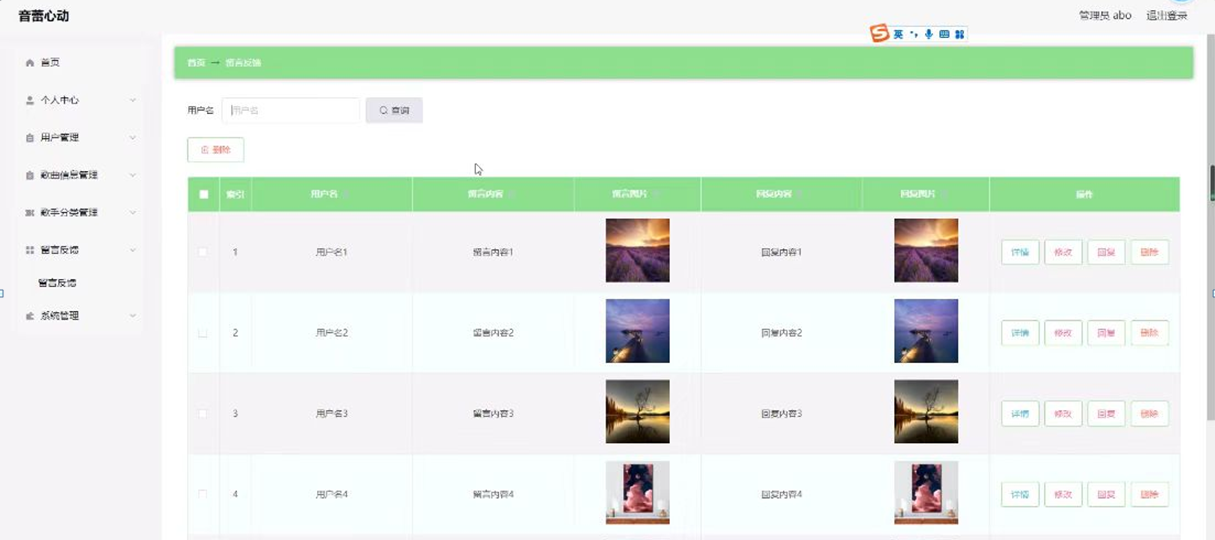 音蕾心动
管理员 abo 退出登录
英
首页
个人中心
用户管理
歌曲信息管理
歌手分类管理
留言反馈
留言反馈
系统管理
首页 → 留言反馈
用户名 用户名 查询
删除
索引 用户名 留言内容 留言图片 回复内容 回复图片 操作
1 用户名1 留言内容1 回复内容1 详情 修改 回复 删除
2 用户名2 留言内容2 回复内容2 详情 修改 回复 删除
3 用户名3 留言内容3 回复内容3 详情 修改 回复 删除
4 用户名4 留言内容4 回复内容4 详情 修改 回复 删除